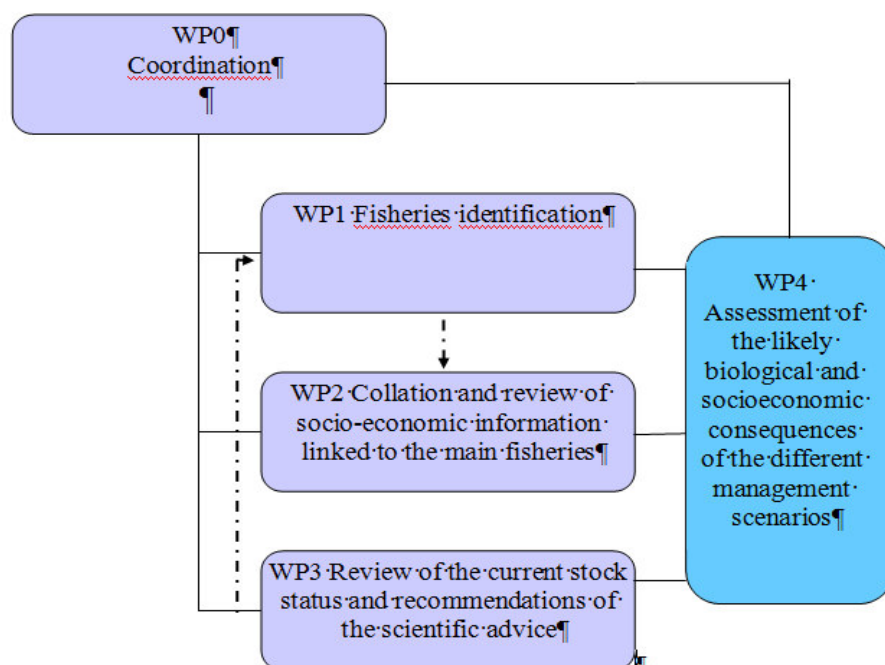 WP0¶
Coordination¶
¶
WP1·Fisheries·identification¶
WP2·Collation·and·review·of·
socio-economic·information·
linked·to·the·main·fisheries¶
WP3·Review·of·the·current·stock·
status·and·recommendations·of·
the·scientific·advice¶
¶
WP4·
Assessment·of·
the·likely·
biological·and·
socioeconomic·
consequences·
of·the·different·
management·
scenarios¶